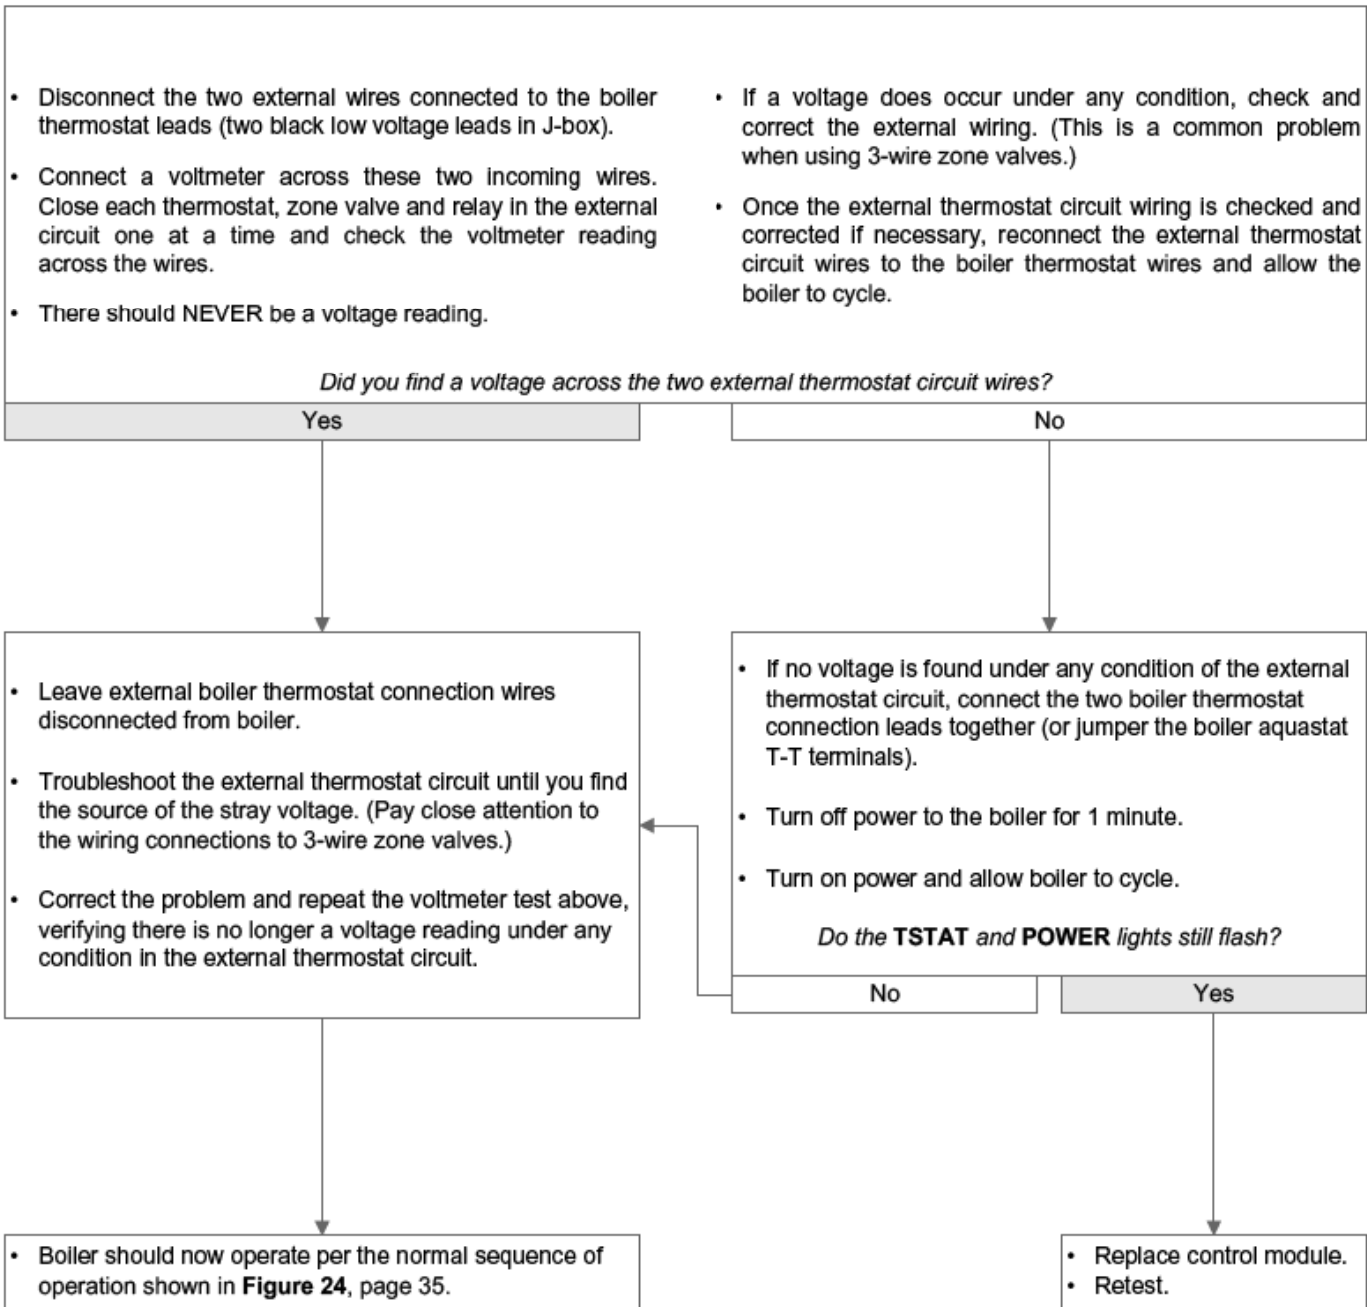 • Disconnect the two external wires connected to the boiler
thermostat leads (two black low voltage leads in J-box).
• Connect a voltmeter across these two incoming wires.
Close each thermostat, zone valve and relay in the external
circuit one at a time and check the voltmeter reading
across the wires.
• There should NEVER be a voltage reading.
• If a voltage does occur under any condition, check and
correct the external wiring. (This is a common problem
when using 3-wire zone valves.)
• Once the external thermostat circuit wiring is checked and
corrected if necessary, reconnect the external thermostat
circuit wires to the boiler thermostat wires and allow the
boiler to cycle.
Did you find a voltage across the two external thermostat circuit wires?
Yes
No
• Leave external boiler thermostat connection wires
disconnected from boiler.
• Troubleshoot the external thermostat circuit until you find
the source of the stray voltage. (Pay close attention to
the wiring connections to 3-wire zone valves.)
• Correct the problem and repeat the voltmeter test above,
verifying there is no longer a voltage reading under any
condition in the external thermostat circuit.
• If no voltage is found under any condition of the external
thermostat circuit, connect the two boiler thermostat
connection leads together (or jumper the boiler aquastat
T-T terminals).
• Turn off power to the boiler for 1 minute.
• Turn on power and allow boiler to cycle.
Do the TSTAT and POWER lights still flash?
No
Yes
• Boiler should now operate per the normal sequence of
operation shown in Figure 24, page 35.
• Replace control module.
• Retest.